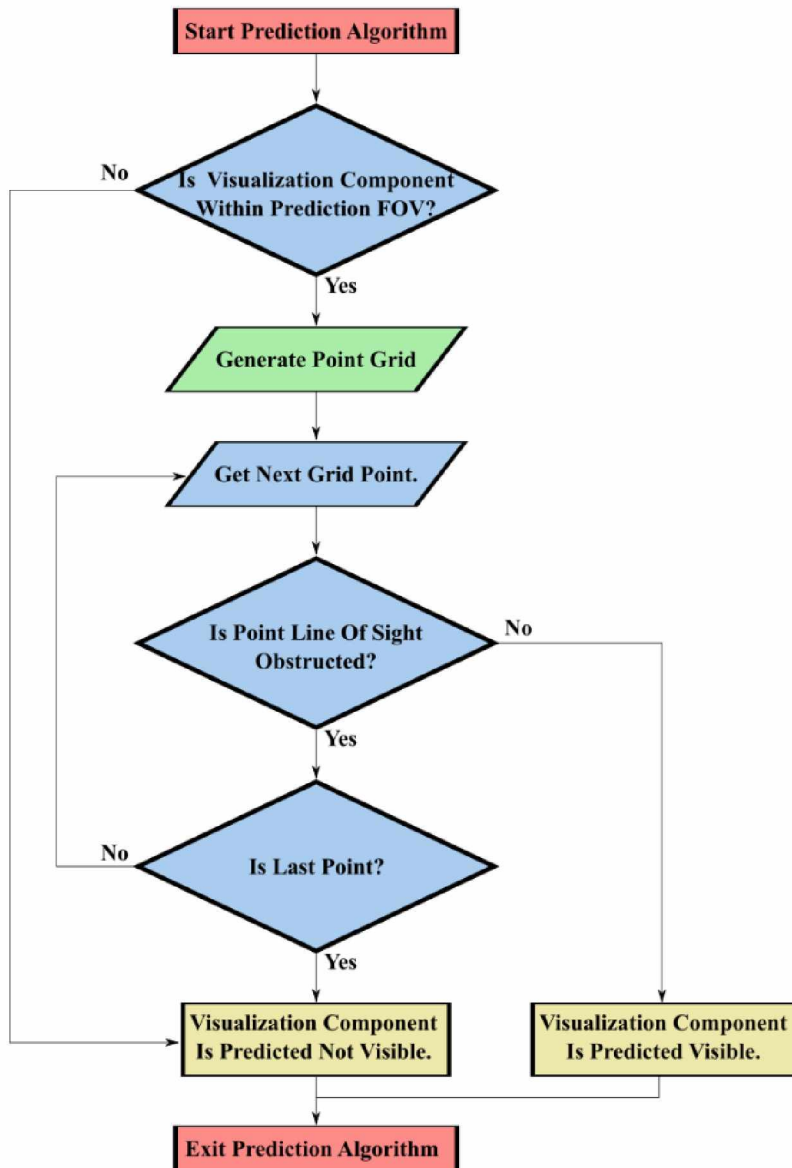 Start Prediction Algorithm
No
Is Visualization Component
Within Prediction FOV?
Yes
Generate Point Grid
Get Next Grid Point.
Is Point Line Of Sight
Obstructed?
No
Yes
No
Is Last Point?
Yes
Visualization Component
Is Predicted Not Visible.
Visualization Component
Is Predicted Visible.
Exit Prediction Algorithm